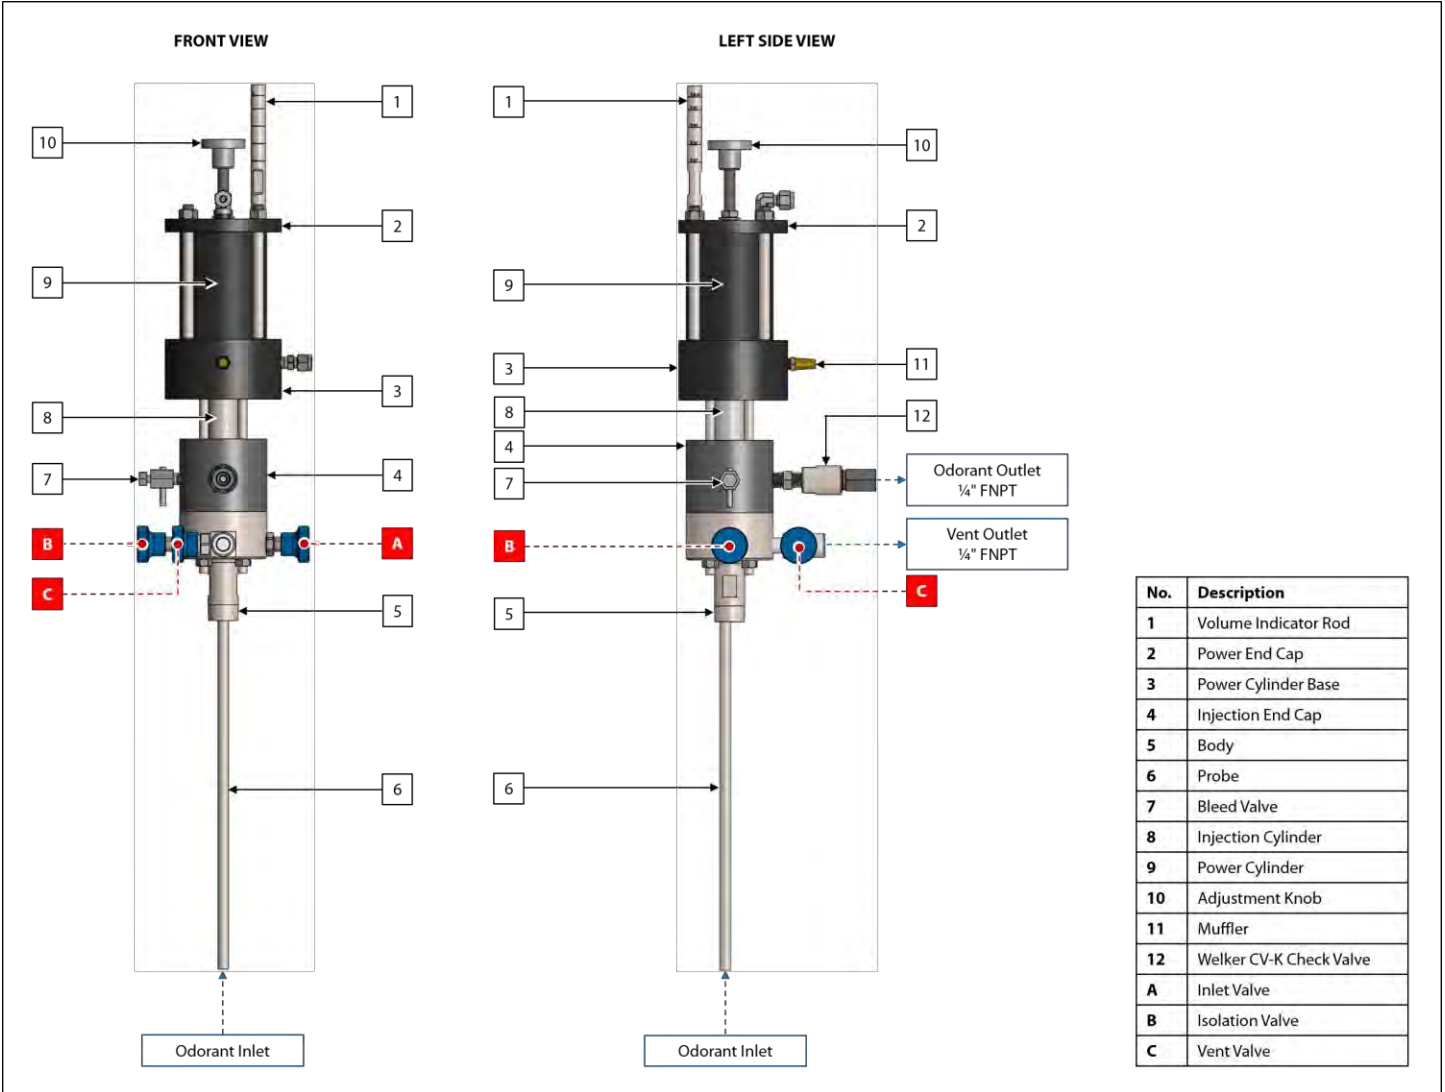 FRONT VIEW
LEFT SIDE VIEW
1
10
2
9
3
8
7
4
B
A
C
5
6
Odorant Inlet
1
10
2
9
3
11
8
12
4
7
Odorant Outlet
¼" FNPT
B
Vent Outlet
¼" FNPT
C
5
6
Odorant Inlet
No. Description
1 Volume Indicator Rod
2 Power End Cap
3 Power Cylinder Base
4 Injection End Cap
5 Body
6 Probe
7 Bleed Valve
8 Injection Cylinder
9 Power Cylinder
10 Adjustment Knob
11 Muffler
12 Welker CV-K Check Valve
A Inlet Valve
B Isolation Valve
C Vent Valve